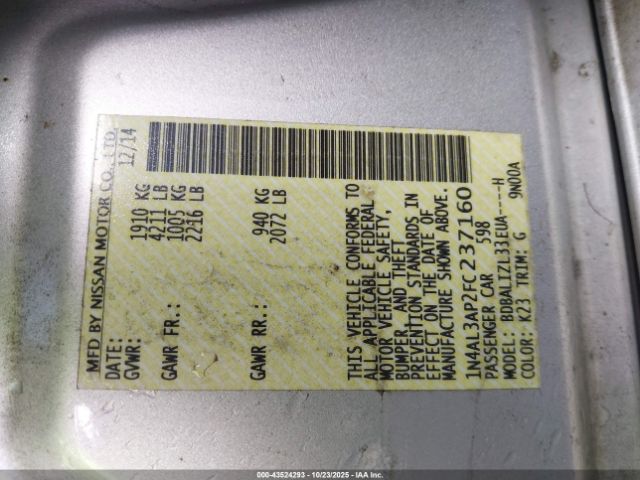 MFD BY NISSAN MOTOR CO., LTD.
DATE: 12/14
GVWR: 1910 KG
4211 LB
GAWR FR.: 1005 KG
2216 LB
GAWR RR.: 940 KG
2072 LB
THIS VEHICLE CONFORMS TO
ALL APPLICABLE FEDERAL
MOTOR VEHICLE SAFETY,
BUMPER, AND THEFT
PREVENTION STANDARDS IN
EFFECT ON THE DATE OF
MANUFACTURE SHOWN ABOVE.
1N4AL3AP2FC237160
PASSENGER CAR 598
MODEL: BDBALTZL33EUA----H
COLOR: K23 TRIM: G 9N00A
000-43524293 - 10/23/2025 - IAAI, Inc.